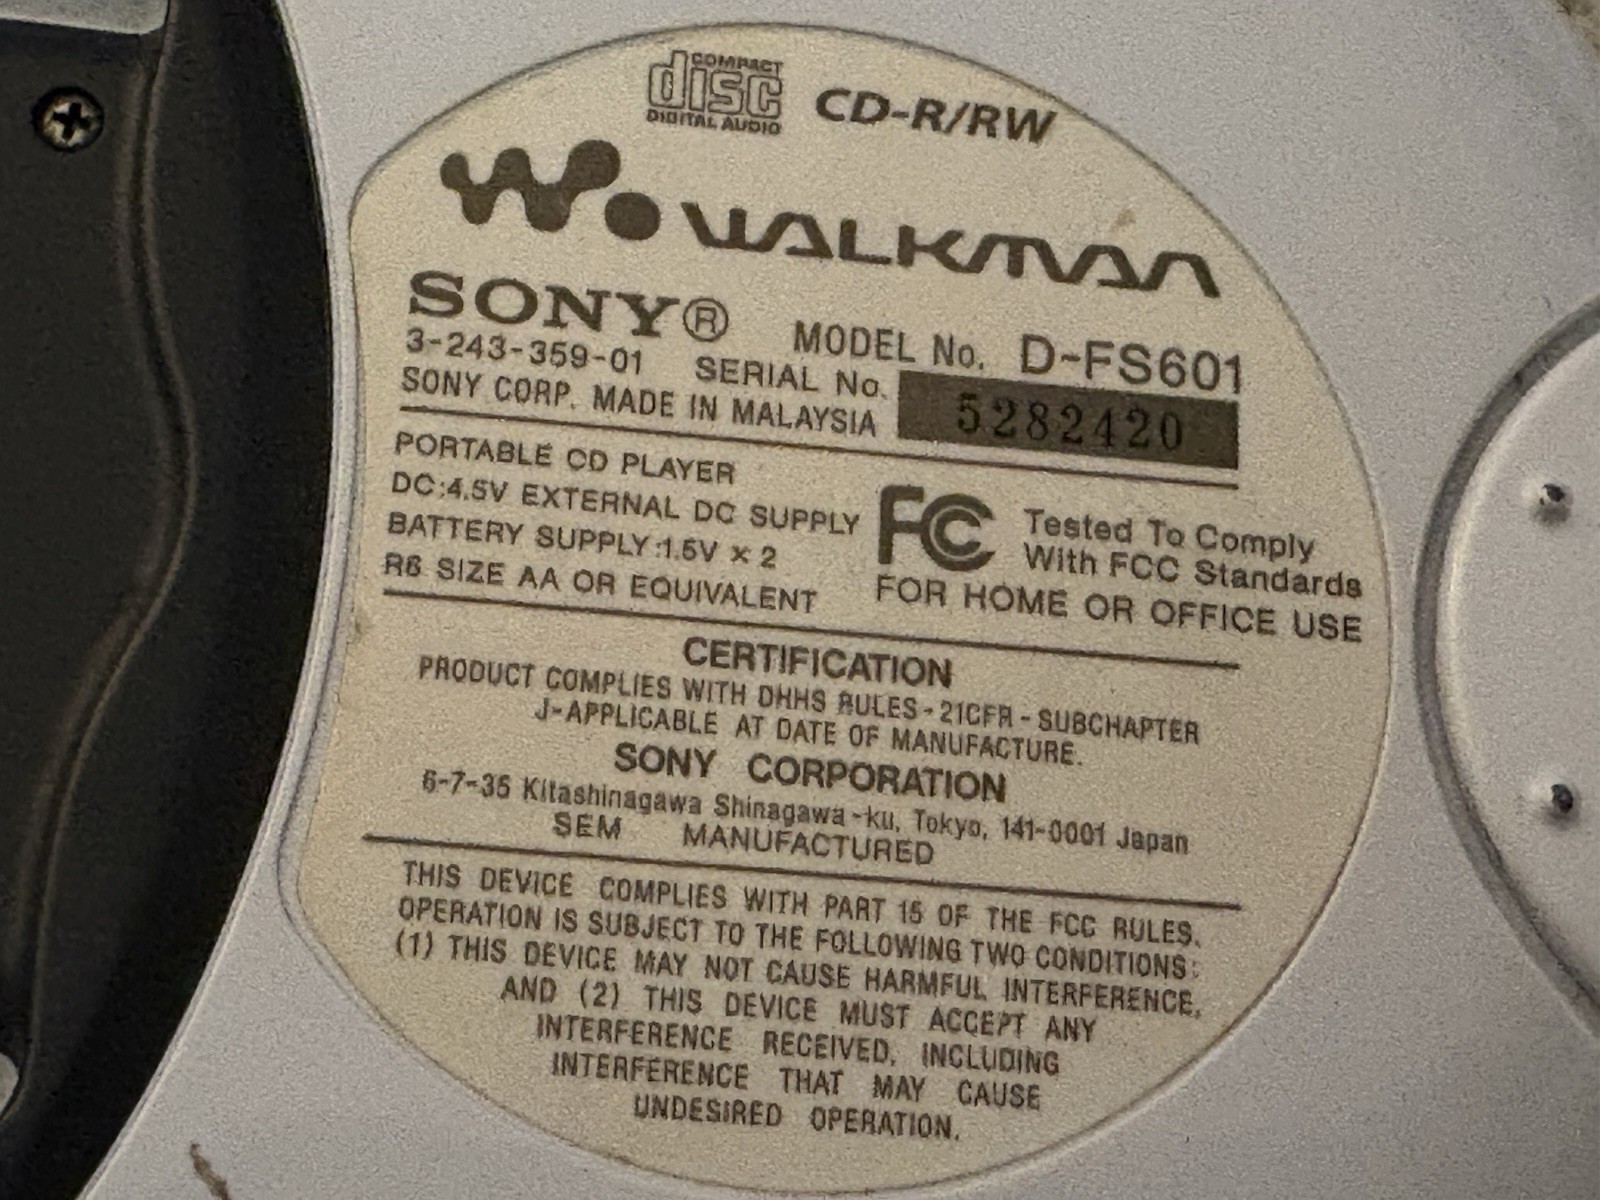 COMPACT
disc
DIGITAL AUDIO
CD-R/RW
WALKMAN
SONY® MODEL No. D-FS601
3-243-359-01 SERIAL No. 5282420
SONY CORP. MADE IN MALAYSIA
PORTABLE CD PLAYER
DC:4.5V EXTERNAL DC SUPPLY
BATTERY SUPPLY:1.5V × 2
R6 SIZE AA OR EQUIVALENT
FC Tested To Comply
With FCC Standards
FOR HOME OR OFFICE USE
CERTIFICATION
PRODUCT COMPLIES WITH DHHS RULES-21CFR-SUBCHAPTER
J-APPLICABLE AT DATE OF MANUFACTURE.
SONY CORPORATION
6-7-35 Kitashinagawa Shinagawa-ku, Tokyo, 141-0001 Japan
SEM MANUFACTURED
THIS DEVICE COMPLIES WITH PART 15 OF THE FCC RULES.
OPERATION IS SUBJECT TO THE FOLLOWING TWO CONDITIONS:
(1) THIS DEVICE MAY NOT CAUSE HARMFUL INTERFERENCE,
AND (2) THIS DEVICE MUST ACCEPT ANY
INTERFERENCE RECEIVED, INCLUDING
INTERFERENCE THAT MAY CAUSE
UNDESIRED OPERATION.